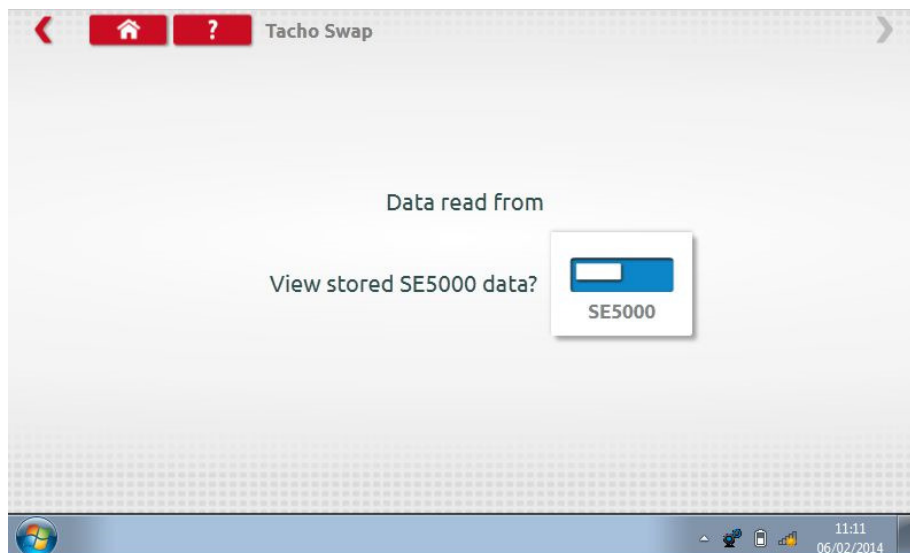 ? Tacho Swap
Data read from
View stored SE5000 data?
SE5000
11:11
06/02/2014